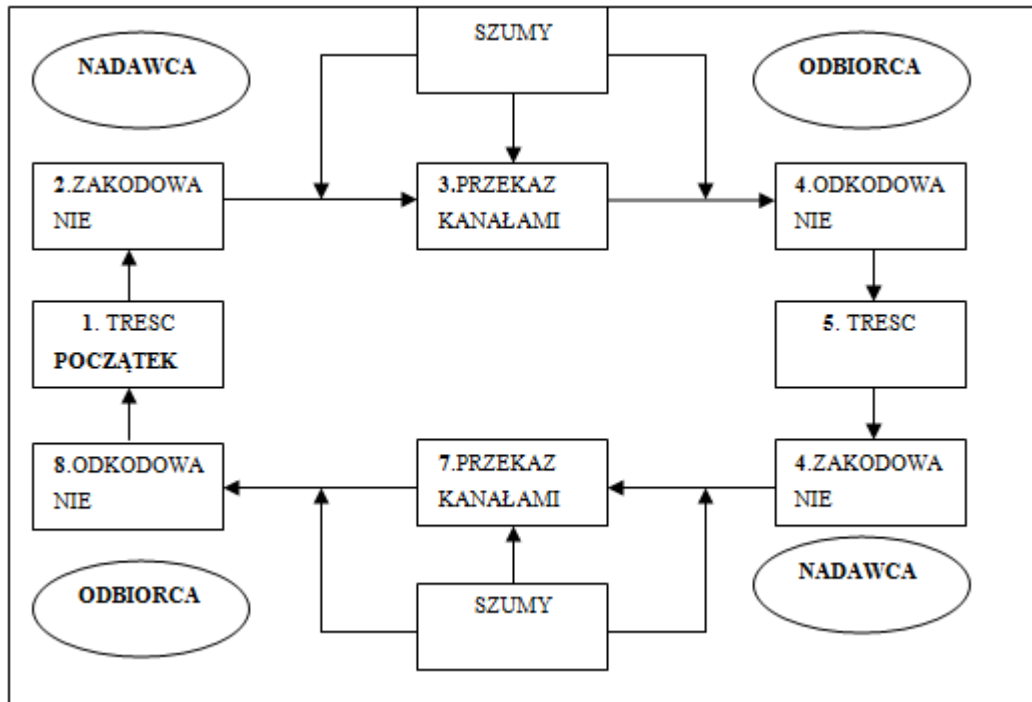 SZUMY
NADAWCA
ODBIORCA
2.ZAKODOWA
NIE
3.PRZEKAZ
KANAŁAMI
4.ODKODOWA
NIE
1. TRESC
POCZĄTEK
5. TRESC
8.ODKODOWA
NIE
7.PRZEKAZ
KANAŁAMI
4.ZAKODOWA
NIE
ODBIORCA
SZUMY
NADAWCA